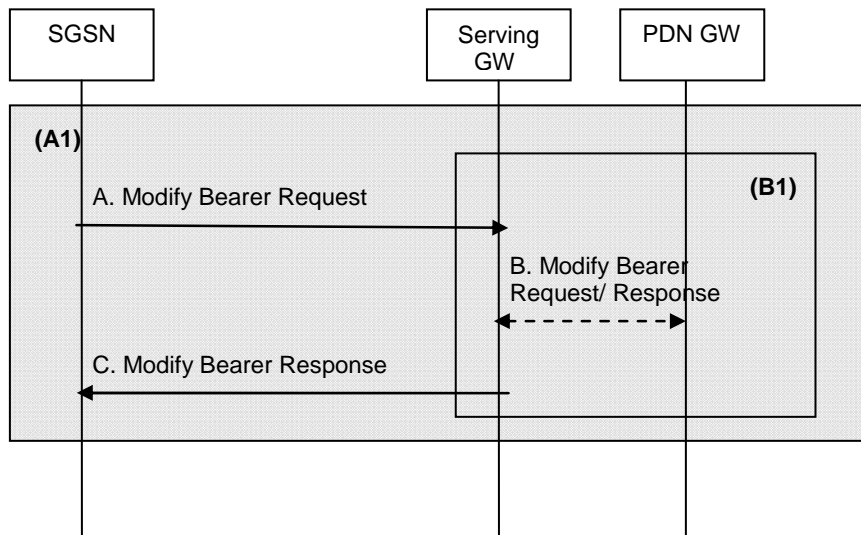 SGSN
Serving
GW
PDN GW
(A1)
(B1)
A. Modify Bearer Request
B. Modify Bearer
Request/ Response
C. Modify Bearer Response